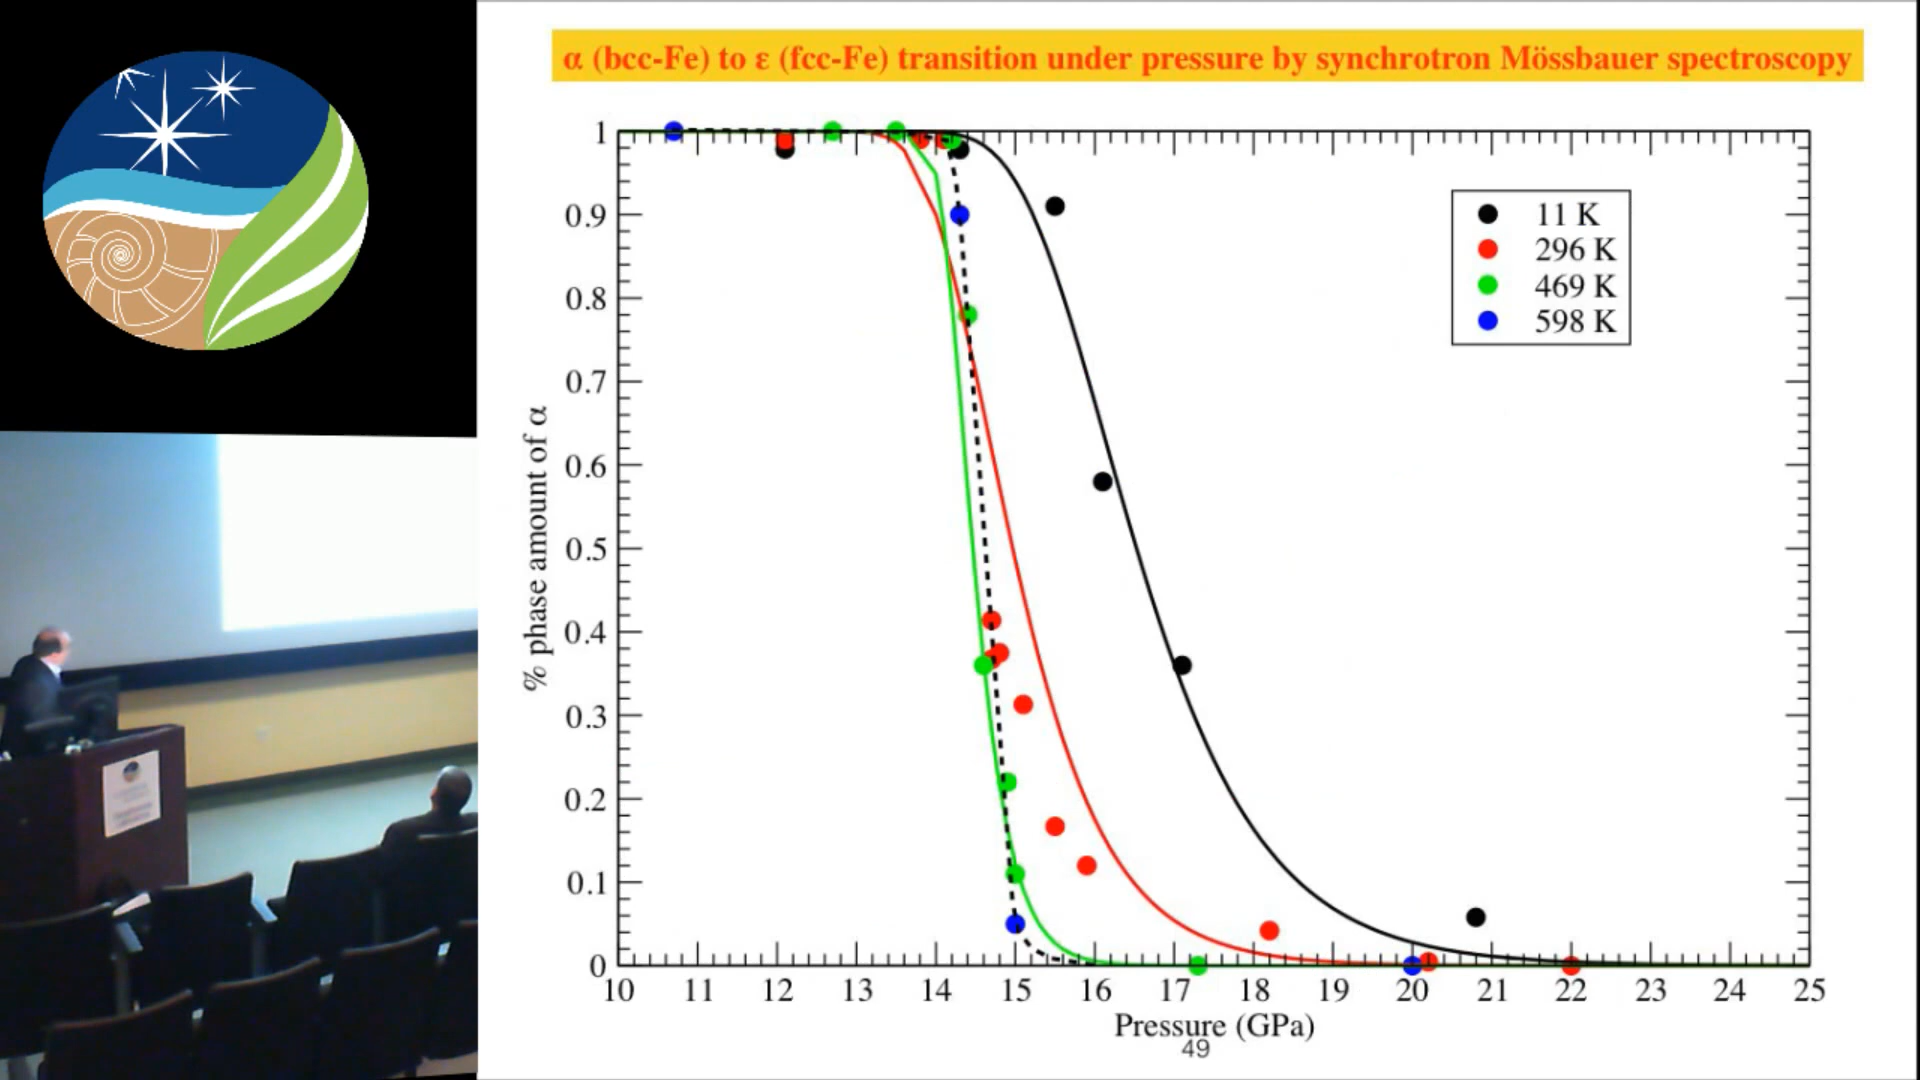 α (bcc-Fe) to ε (fcc-Fe) transition under pressure by synchrotron Mössbauer spectroscopy
1
0.9
0.8
0.7
0.6
0.5
0.4
0.3
0.2
0.1
0
% phase amount of α
11 K
296 K
469 K
598 K
10 11 12 13 14 15 16 17 18 19 20 21 22 23 24 25
Pressure (GPa)
49